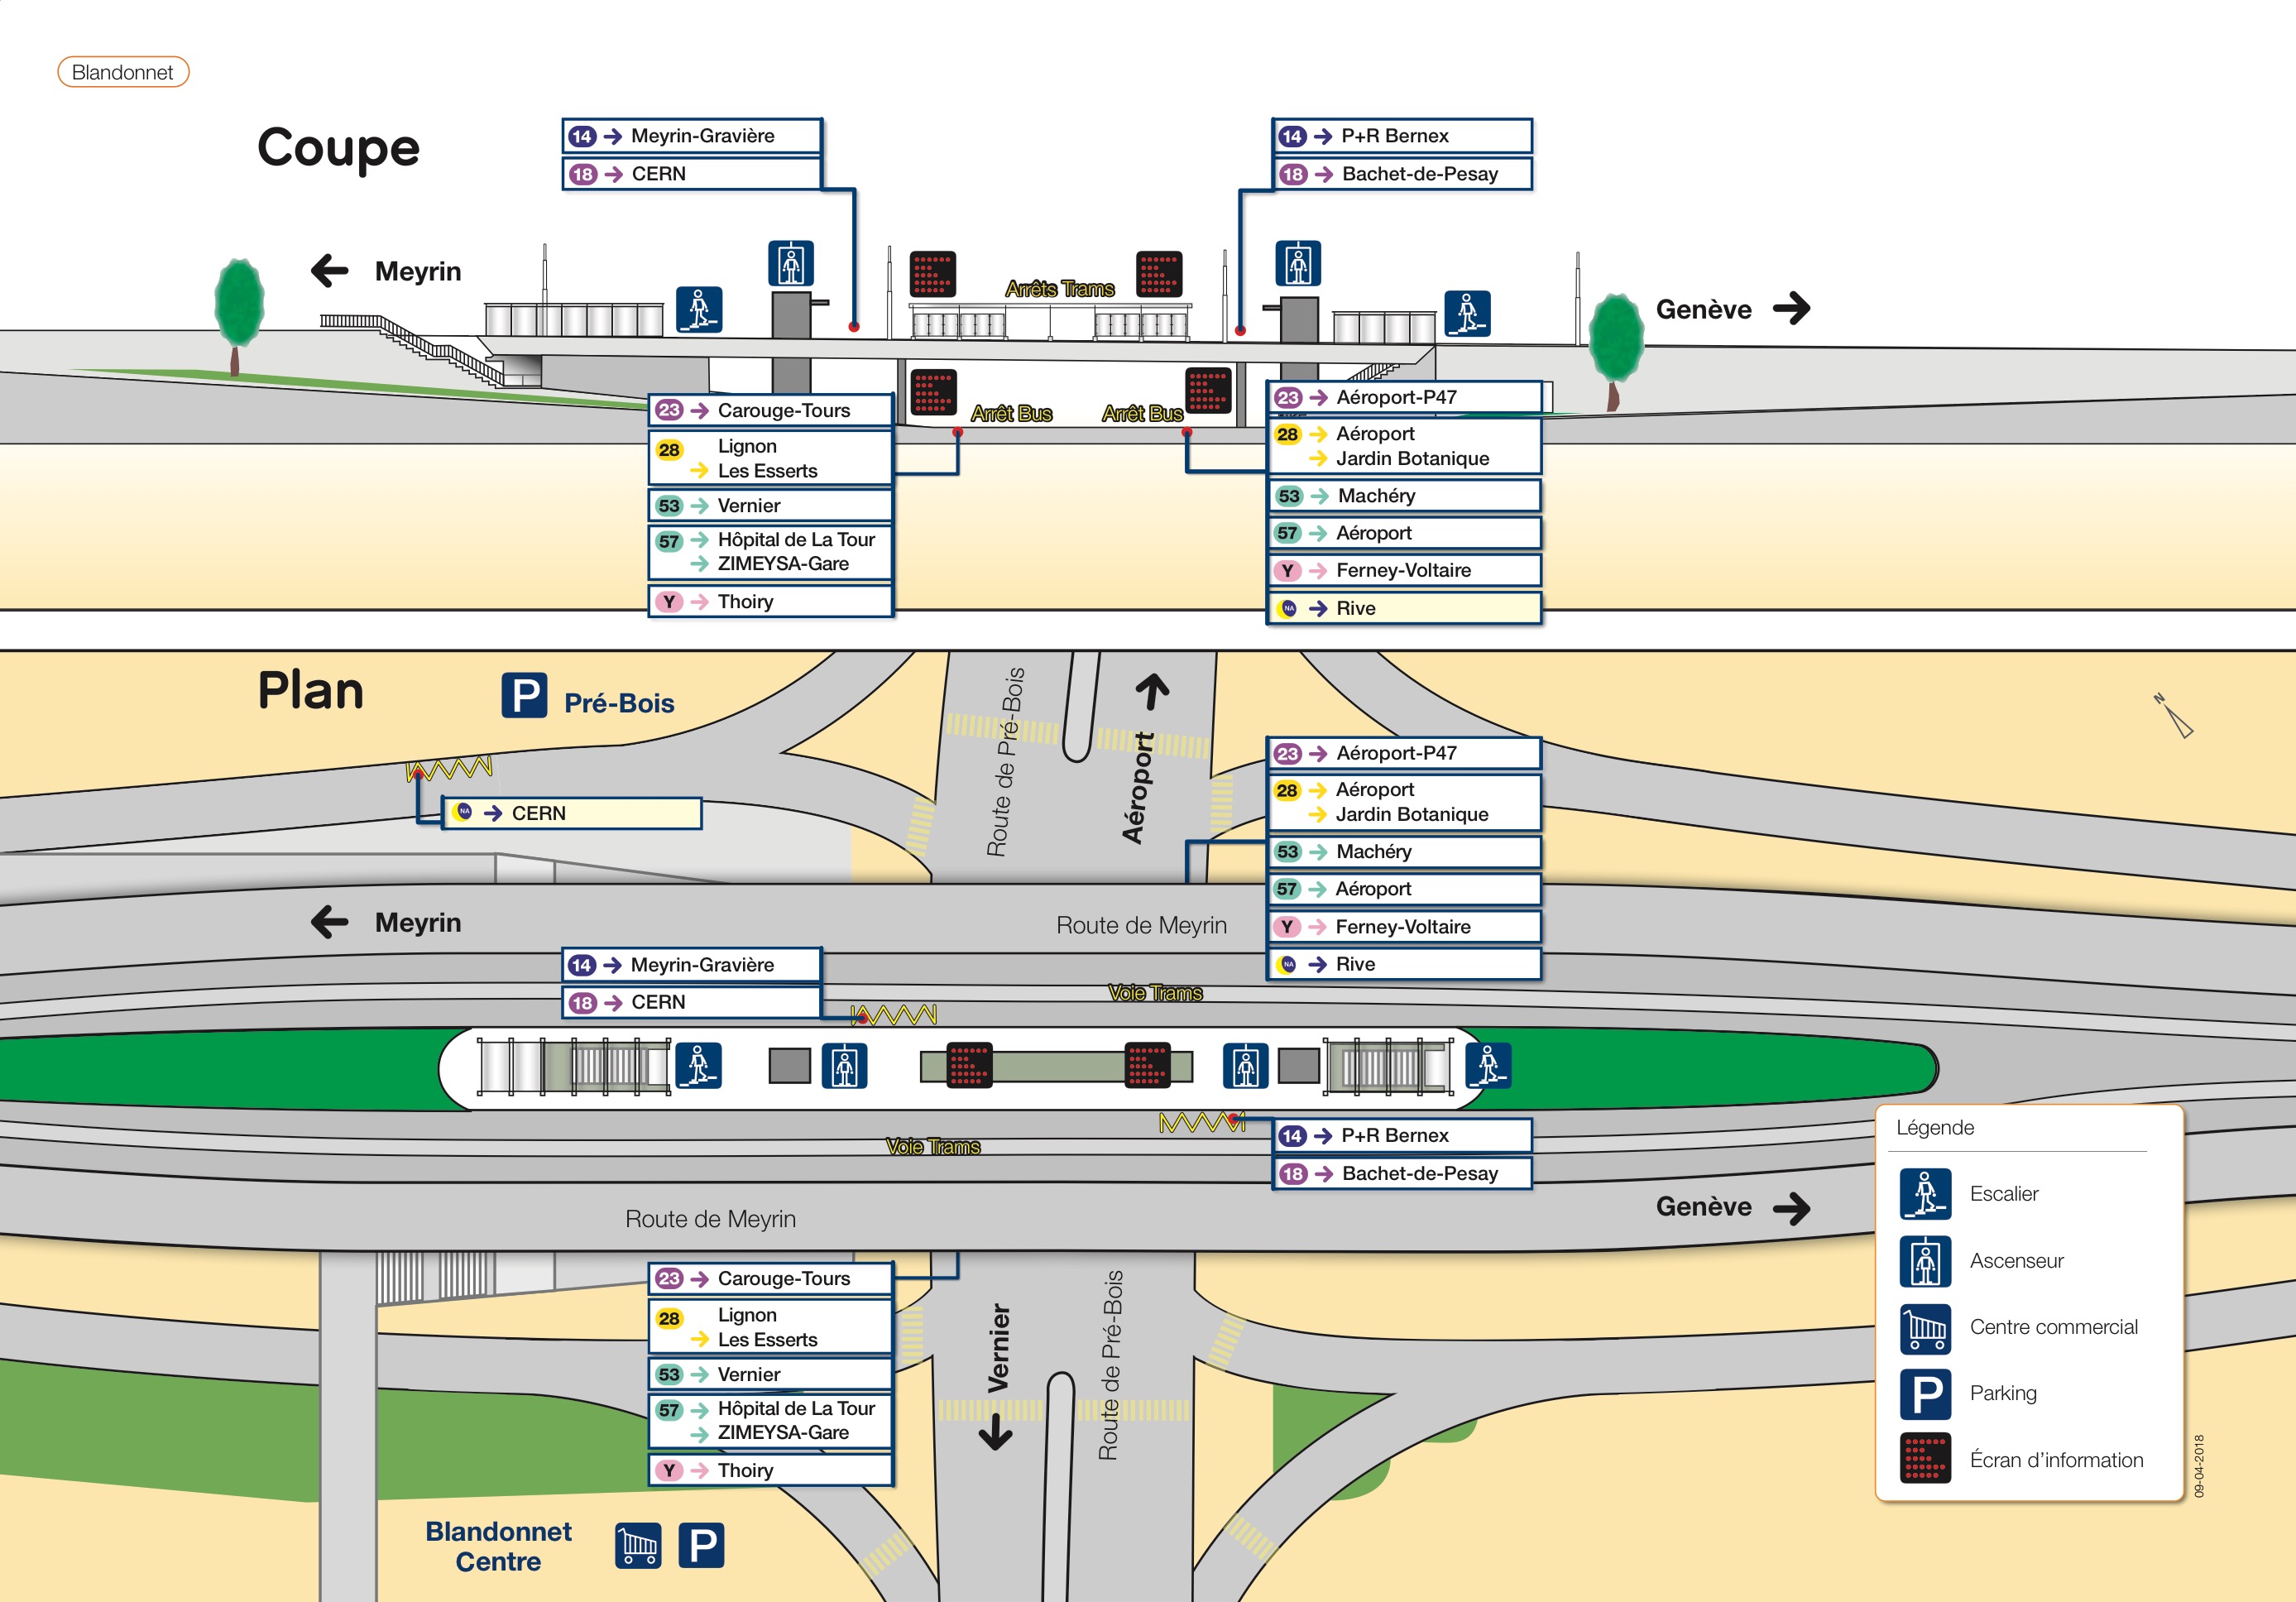 Blandonnet
Coupe
14 → Meyrin-Gravière
18 → CERN
14 → P+R Bernex
18 → Bachet-de-Pesay
← Meyrin
Arrêts Trams
Genève →
Arrêt Bus
Arrêt Bus
23 → Carouge-Tours
28 Lignon
→ Les Esserts
53 → Vernier
57 → Hôpital de La Tour
→ ZIMEYSA-Gare
Y → Thoiry
23 → Aéroport-P47
28 → Aéroport
→ Jardin Botanique
53 → Machéry
57 → Aéroport
Y → Ferney-Voltaire
NA → Rive
Plan
P Pré-Bois
Route de Pré-Bois
Aéroport →
N
NA → CERN
23 → Aéroport-P47
28 → Aéroport
→ Jardin Botanique
53 → Machéry
57 → Aéroport
Y → Ferney-Voltaire
NA → Rive
← Meyrin
Route de Meyrin
14 → Meyrin-Gravière
18 → CERN
Voie Trams
Voie Trams
14 → P+R Bernex
18 → Bachet-de-Pesay
Route de Meyrin
Genève →
23 → Carouge-Tours
28 Lignon
→ Les Esserts
53 → Vernier
57 → Hôpital de La Tour
→ ZIMEYSA-Gare
Y → Thoiry
← Vernier
Route de Pré-Bois
Blandonnet
Centre
P
Légende
Escalier
Ascenseur
Centre commercial
P Parking
Écran d'information
09-04-2018